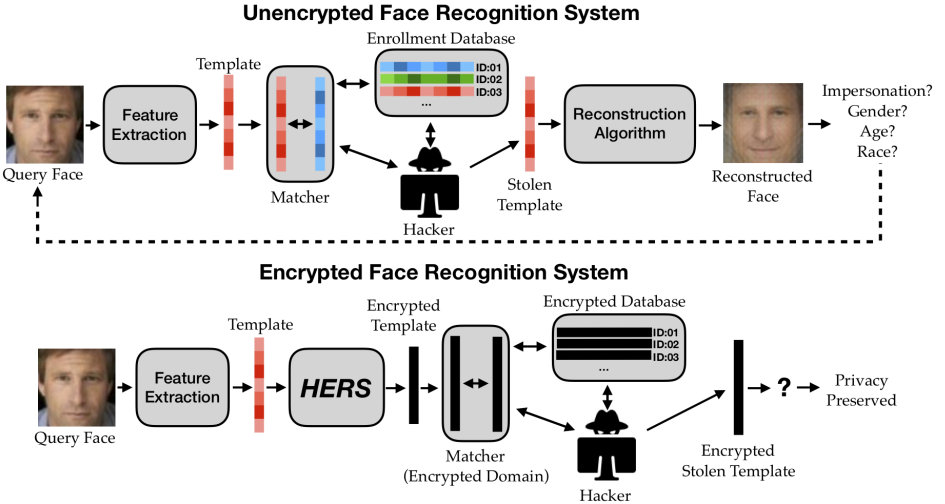 Unencrypted Face Recognition System
Enrollment Database
Template
ID:01
ID:02
ID:03
...
Feature
Extraction
Reconstruction
Algorithm
Impersonation?
Gender?
Age?
Race?
Query Face
Matcher
Hacker
Stolen
Template
Reconstructed
Face
Encrypted Face Recognition System
Encrypted Database
Encrypted
Template
Template
ID:01
ID:02
ID:03
...
Feature
Extraction
HERS
?
Privacy
Preserved
Query Face
Matcher
(Encrypted Domain)
Hacker
Encrypted
Stolen Template